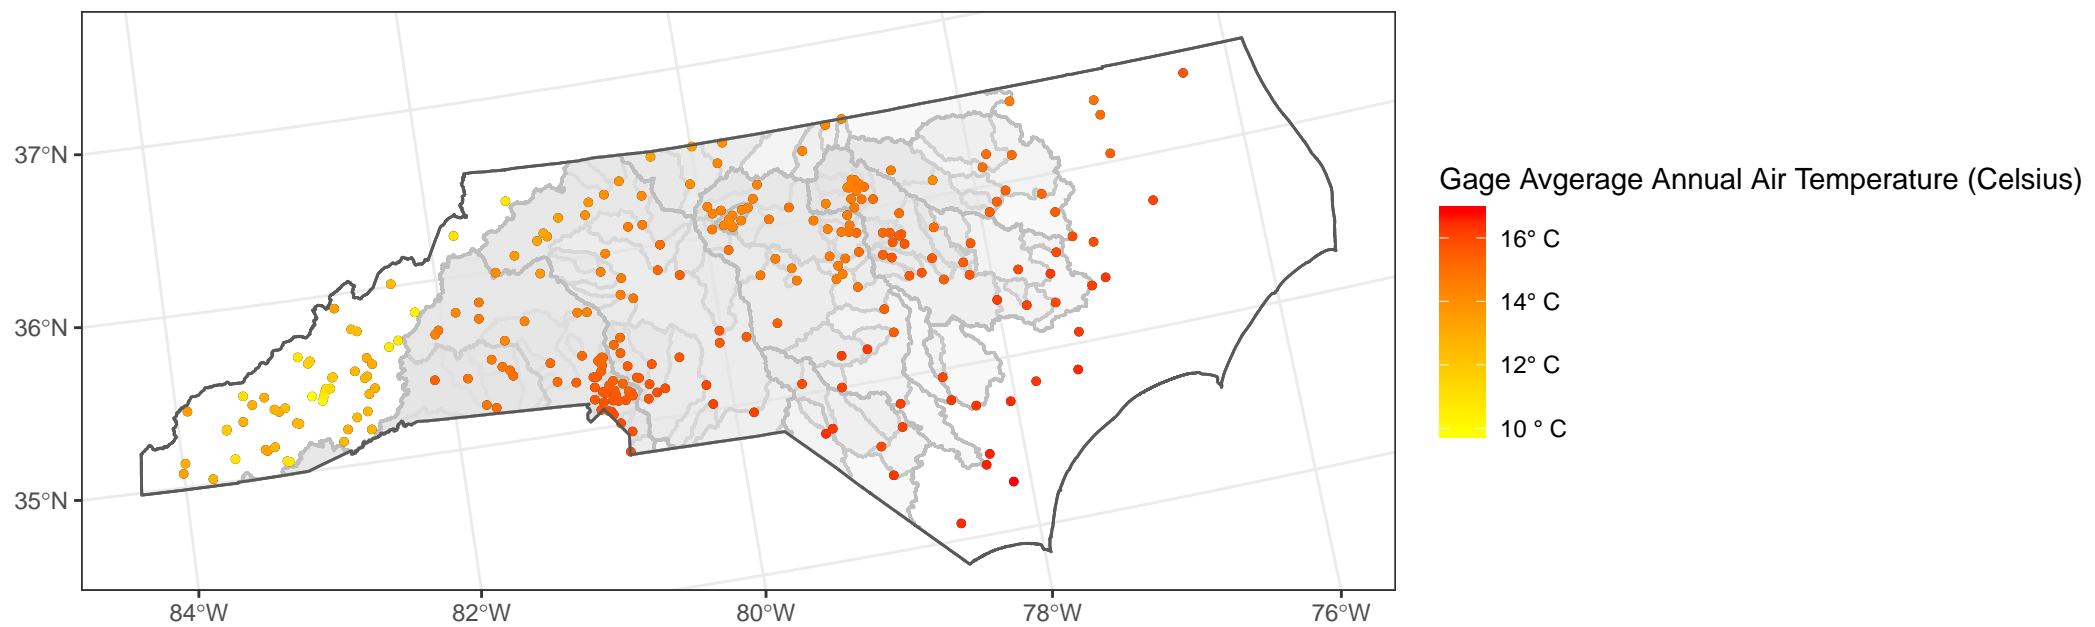 37°N
36°N
35°N
84°W
82°W
80°W
78°W
76°W
Gage Avgerage Annual Air Temperature (Celsius)
16° C
14° C
12° C
10 ° C